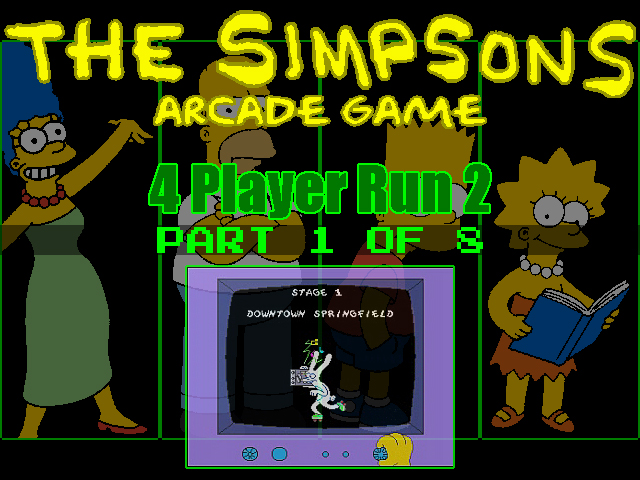 THE SIMPSONS
ARCADE GAME
4 Player Run 2
PART 1 OF 8
STAGE 1
DOWNTOWN SPRINGFIELD